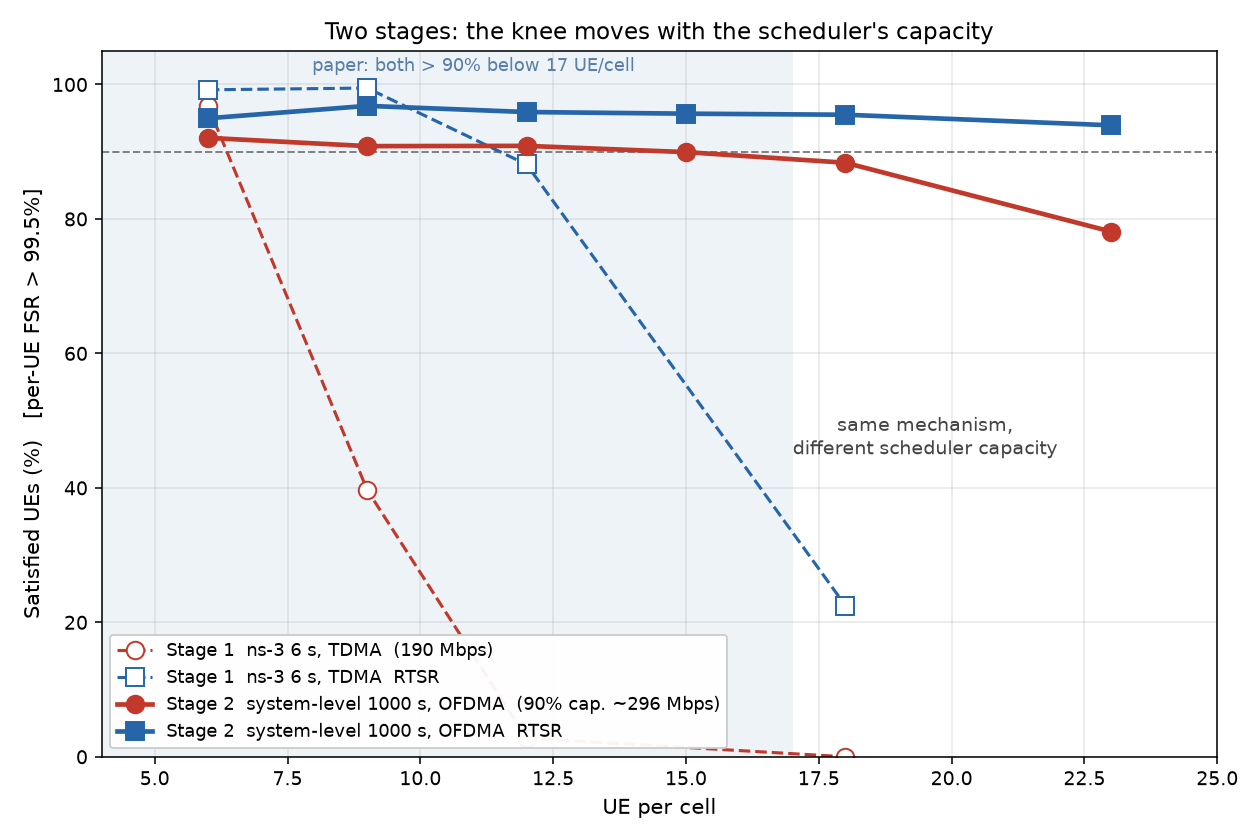 Two stages: the knee moves with the scheduler's capacity
paper: both > 90% below 17 UE/cell
100
80
60
40
20
0
Satisfied UEs (%)   [per-UE FSR > 99.5%]
same mechanism,
different scheduler capacity
Stage 1  ns-3 6 s, TDMA  (190 Mbps)
Stage 1  ns-3 6 s, TDMA  RTSR
Stage 2  system-level 1000 s, OFDMA  (90% cap. ~296 Mbps)
Stage 2  system-level 1000 s, OFDMA  RTSR
5.0 7.5 10.0 12.5 15.0 17.5 20.0 22.5 25.0
UE per cell